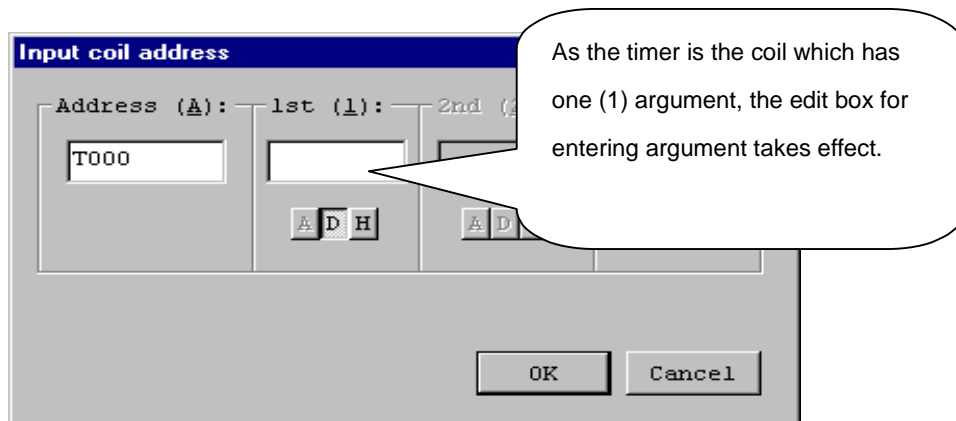 Input coil address
As the timer is the coil which has
one (1) argument, the edit box for
entering argument takes effect.
Address (A): 1st (1): 2nd
T000
A D H A D
OK Cancel